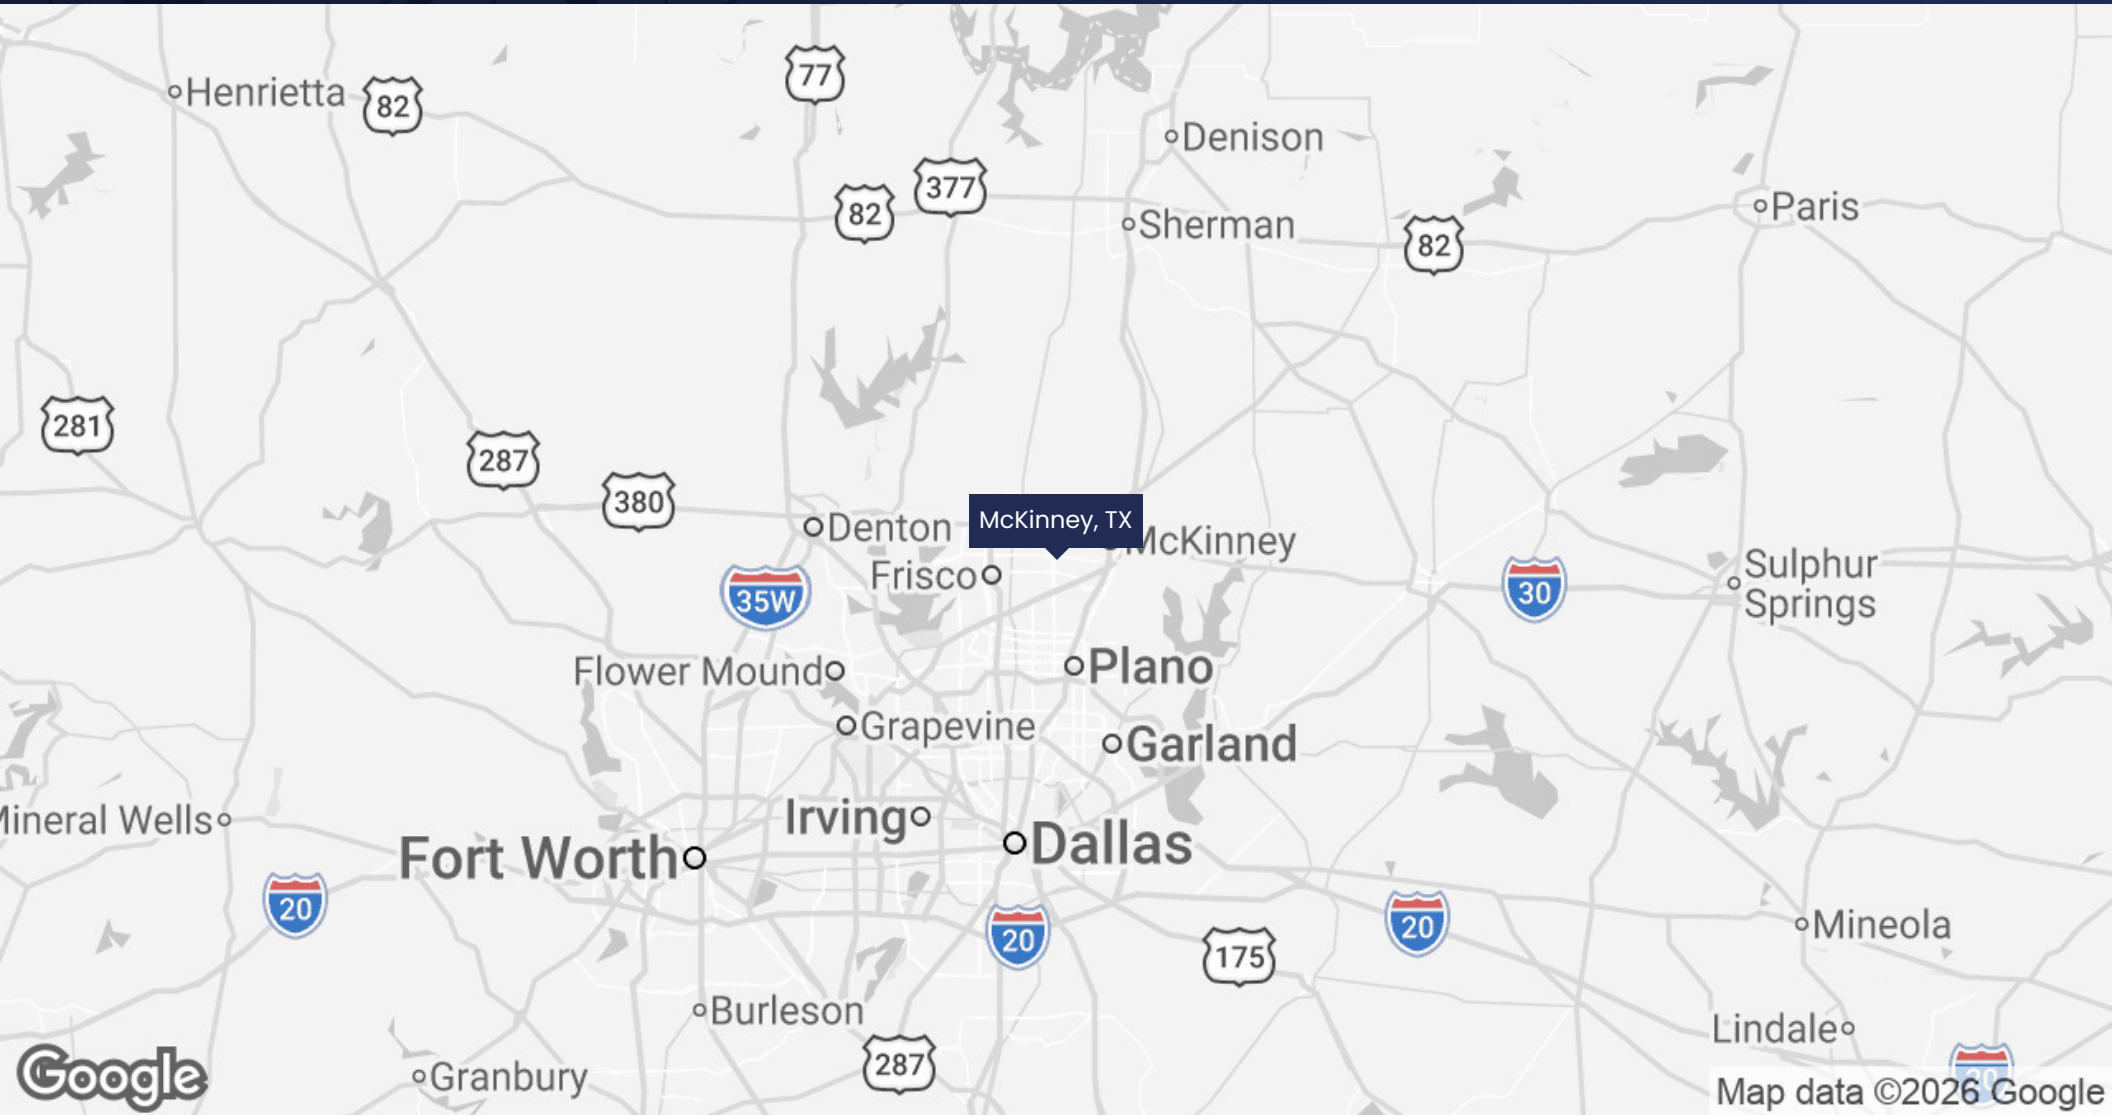 77
Henrietta
82
Denison
377
82
Paris
Sherman
82
281
287
380
McKinney, TX
Denton
McKinney
Frisco
35W
30
Sulphur
Springs
Flower Mound
Plano
Grapevine
Garland
Mineral Wells
Irving
Fort Worth
Dallas
20
20
20
175
Mineola
Burleson
Lindale
287
Google
Granbury
20
Map data ©2026 Google